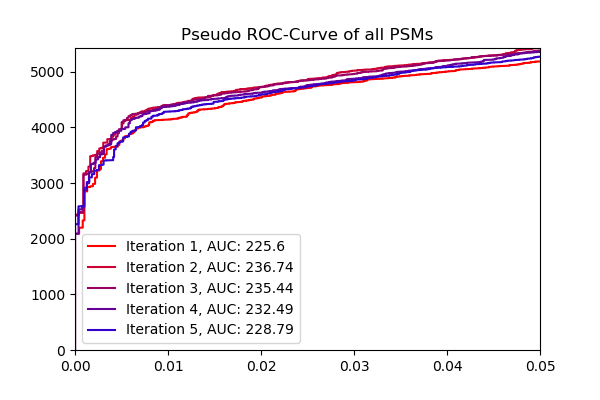 Pseudo ROC-Curve of all PSMs
5000
4000
3000
2000
1000
0
Iteration 1, AUC: 225.6
Iteration 2, AUC: 236.74
Iteration 3, AUC: 235.44
Iteration 4, AUC: 232.49
Iteration 5, AUC: 228.79
0.00 0.01 0.02 0.03 0.04 0.05